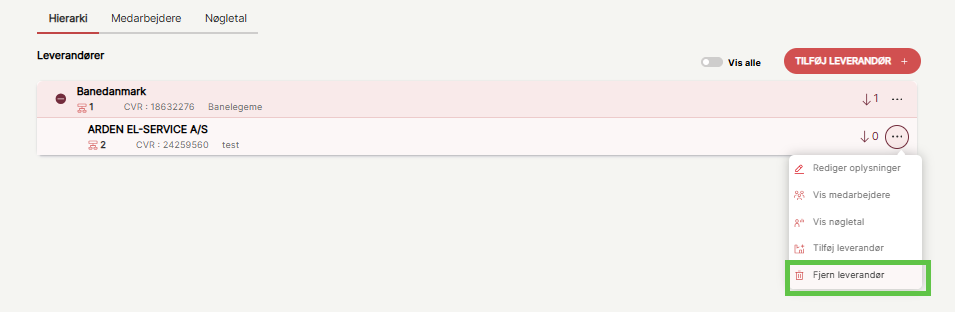 Hierarki Medarbejdere Nøgletal
Leverandører
Vis alle
TILFØJ LEVERANDØR +
Banedanmark
1 CVR : 18632276 Banelegeme
↓1 ...
ARDEN EL-SERVICE A/S
2 CVR : 24259560 test
↓0 ...
Rediger oplysninger
Vis medarbejdere
Vis nøgletal
Tilføj leverandør
Fjern leverandør